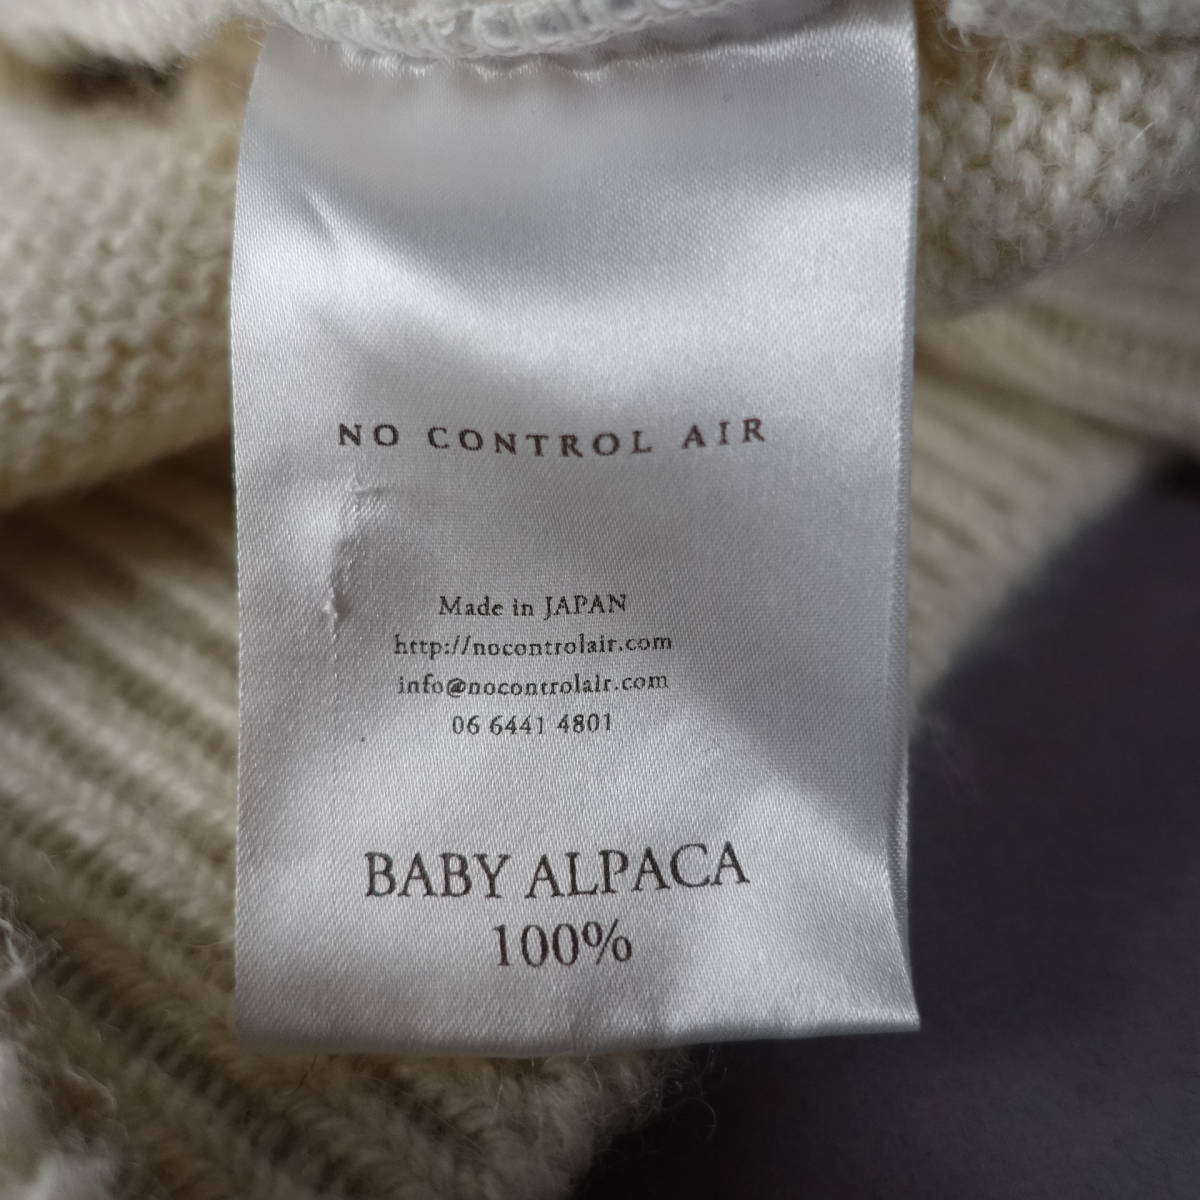 NO CONTROL AIR
Made in JAPAN
http://nocontrolair.com
info@nocontrolair.com
06 6441 4801
BABY ALPACA
100%